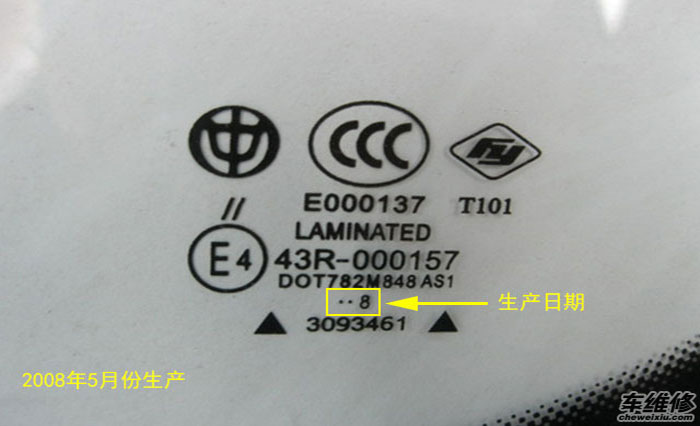 CCC
FY
E000137 T101
//
LAMINATED
E4 43R-000157
DOT782M848 AS1
··8 生产日期
▲ 3093461 ▲
2008年5月份生产
车维修
cheweixiu.com